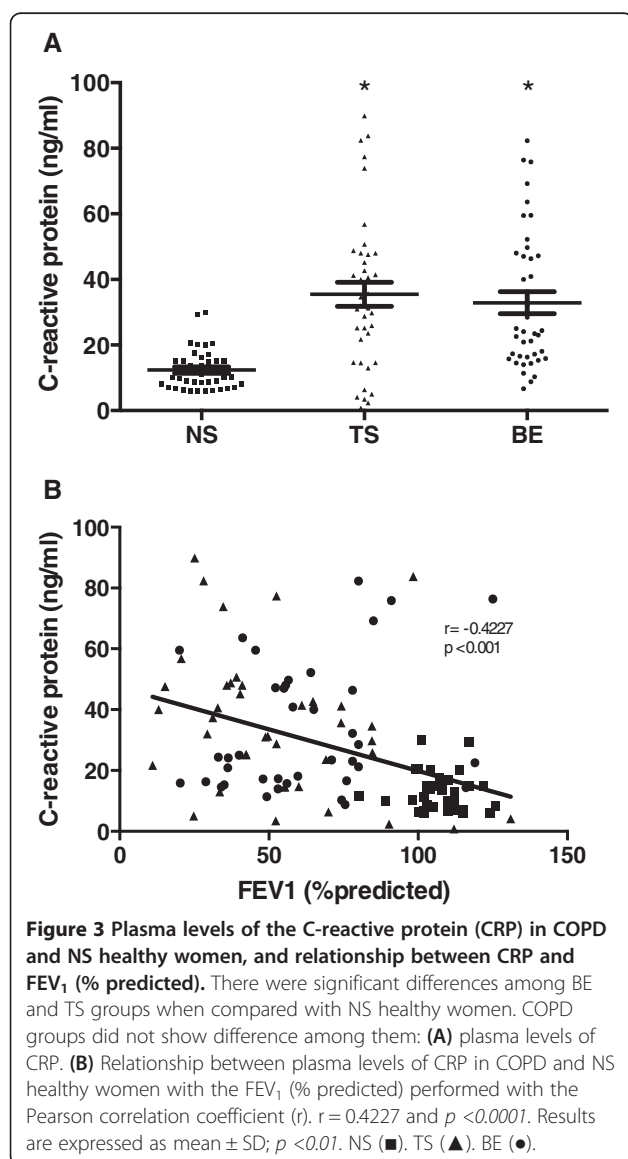 A
C-reactive protein (ng/ml)
100
80
60
40
20
0
* *
NS TS BE
B
C-reactive protein (ng/ml)
100
80
60
40
20
0
r= -0.4227
p <0.001
0 50 100 150
FEV1 (%predicted)
Figure 3 Plasma levels of the C-reactive protein (CRP) in COPD
and NS healthy women, and relationship between CRP and
FEV₁ (% predicted). There were significant differences among BE
and TS groups when compared with NS healthy women. COPD
groups did not show difference among them: (A) plasma levels of
CRP. (B) Relationship between plasma levels of CRP in COPD and NS
healthy women with the FEV₁ (% predicted) performed with the
Pearson correlation coefficient (r). r = 0.4227 and p <0.0001. Results
are expressed as mean ± SD; p <0.01. NS (■). TS (▲). BE (●).